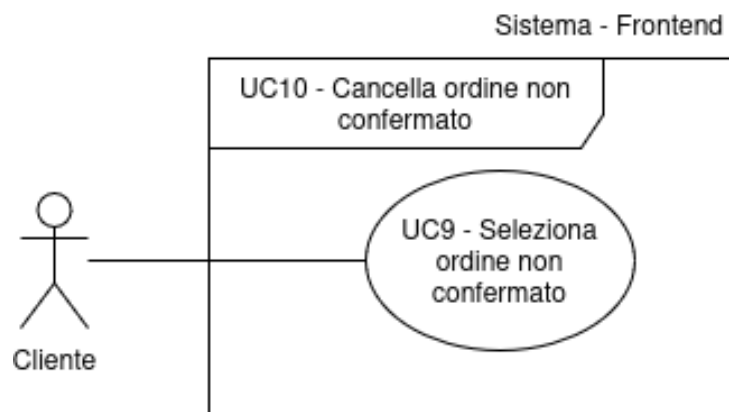 Sistema - Frontend
UC10 - Cancella ordine non
confermato
UC9 - Seleziona
ordine non
confermato
Cliente